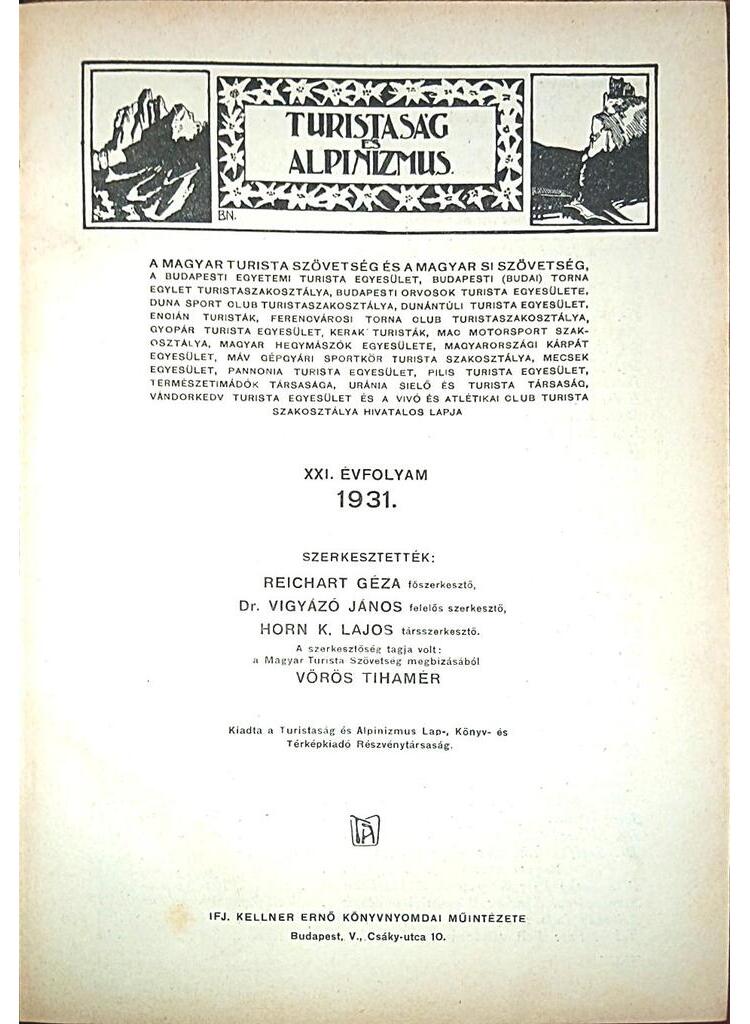 TURISTASÁG
ÉS
ALPINIZMUS.
BN.
A MAGYAR TURISTA SZÖVETSÉG ÉS A MAGYAR SI SZÖVETSÉG,
A BUDAPESTI EGYETEMI TURISTA EGYESÜLET, BUDAPESTI (BUDAI) TORNA
EGYLET TURISTASZAKOSZTÁLYA, BUDAPESTI ORVOSOK TURISTA EGYESÜLETE,
DUNA SPORT CLUB TURISTASZAKOSZTÁLYA, DUNÁNTÚLI TURISTA EGYESÜLET,
ENCIÁN TURISTÁK, FERENCVÁROSI TORNA CLUB TURISTASZAKOSZTÁLYA,
GYOPÁR TURISTA EGYESÜLET, KERAK TURISTÁK, MAC MOTORSPORT SZAK-
OSZTÁLYA, MAGYAR HEGYMÁSZÓK EGYESÜLETE, MAGYARORSZÁGI KÁRPÁT
EGYESÜLET, MÁV GÉPGYÁRI SPORTKÖR TURISTA SZAKOSZTÁLYA, MECSEK
EGYESÜLET, PANNONIA TURISTA EGYESÜLET, PILIS TURISTA EGYESÜLET,
TERMÉSZETIMÁDÓK TÁRSASÁGA, URÁNIA SIELŐ ÉS TURISTA TÁRSASÁG,
VÁNDORKEDV TURISTA EGYESÜLET ÉS A VIVÓ ÉS ATLÉTIKAI CLUB TURISTA
SZAKOSZTÁLYA HIVATALOS LAPJA
XXI. ÉVFOLYAM
1931.
SZERKESZTETTÉK:
REICHART GÉZA főszerkesztő,
Dr. VIGYÁZÓ JÁNOS felelős szerkesztő,
HORN K. LAJOS társszerkesztő.
A szerkesztőség tagja volt:
a Magyar Turista Szövetség megbizásából
VÖRÖS TIHAMÉR
Kiadta a Turistaság és Alpinizmus Lap-, Könyv- és
Térképkiadó Részvénytársaság.
IFJ. KELLNER ERNŐ KÖNYVNYOMDAI MŰINTÉZETE
Budapest, V., Csáky-utca 10.